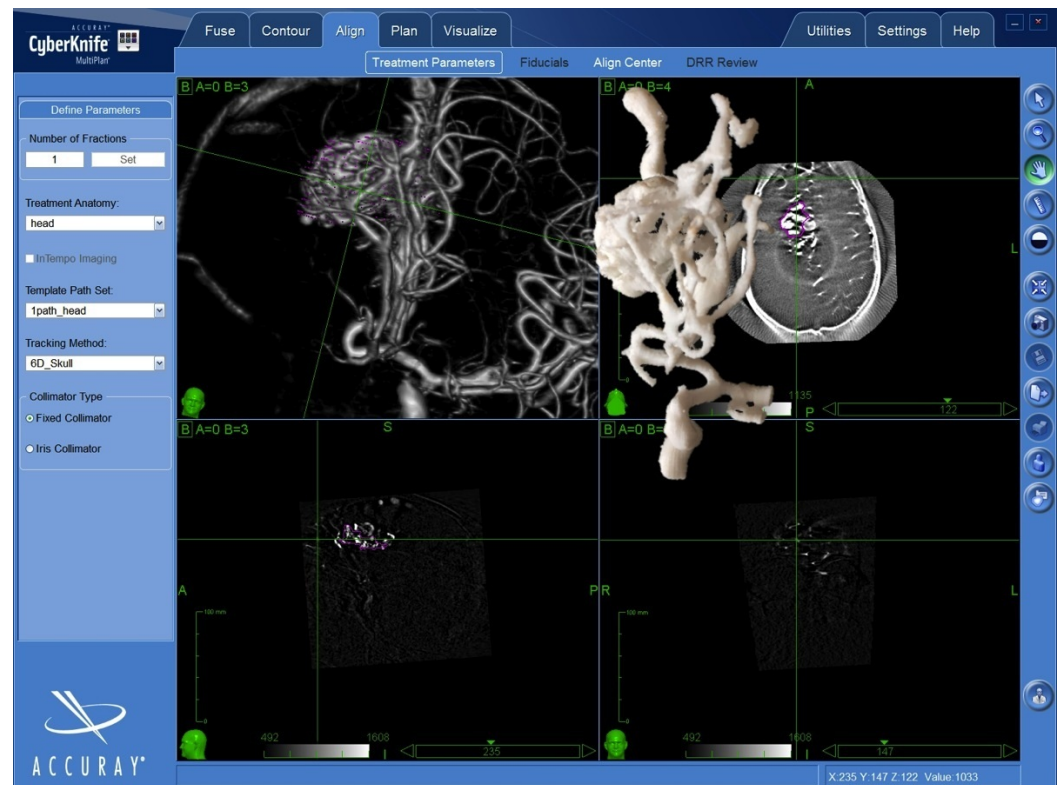 ACCURAY
CyberKnife
MultiPlan
Fuse
Contour
Align
Plan
Visualize
Utilities
Settings
Help
Treatment Parameters
Fiducials
Align Center
DRR Review
Define Parameters
Number of Fractions
1
Set
Treatment Anatomy:
head
InTempo Imaging
Template Path Set:
1path_head
Tracking Method:
6D_Skull
Collimator Type
Fixed Collimator
Iris Collimator
ACCURAY
B A=0 B=3
B A=0 B=4
A
L
1135
P
122
B A=0 B=3
S
A
P
100 mm
0
492
1608
235
B A=0 B=
S
R
L
100 mm
0
492
1608
147
X:235 Y:147 Z:122 Value:1033